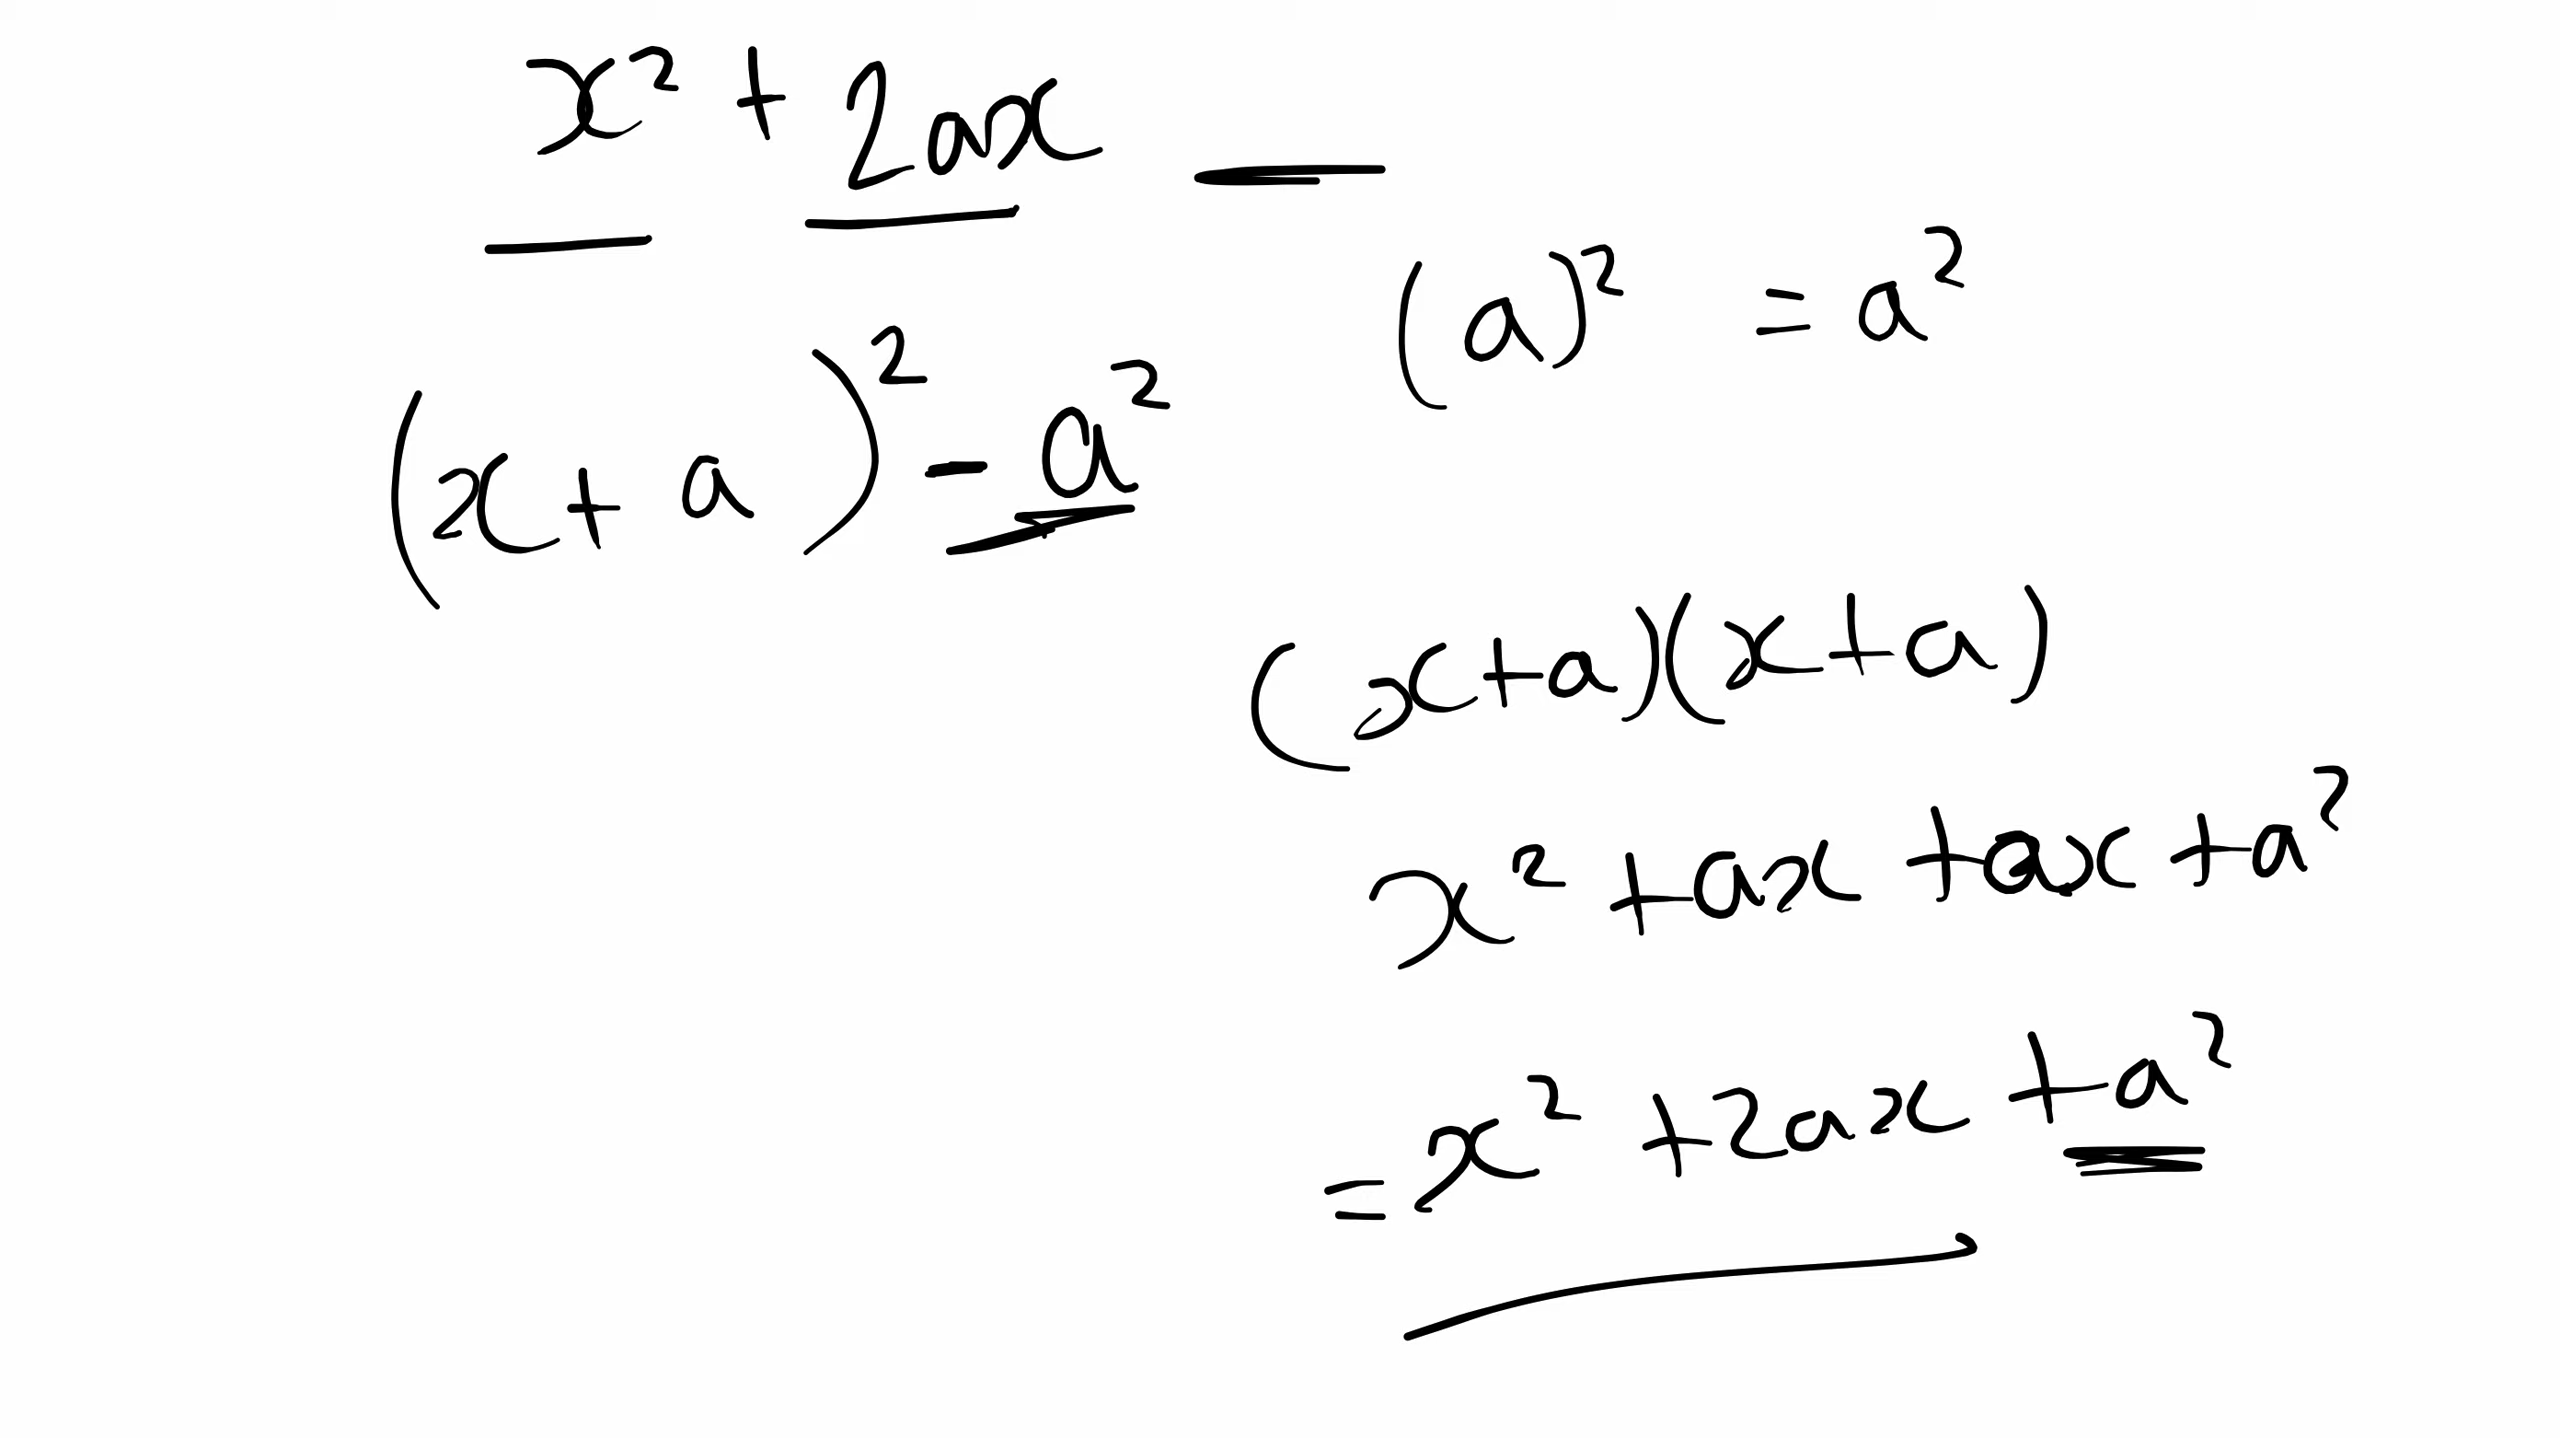 x² + 2ax
(a)² = a²
(x + a)² - a²
(x+a)(x+a)
x² +ax +ax +a²
= x² +2ax +a²